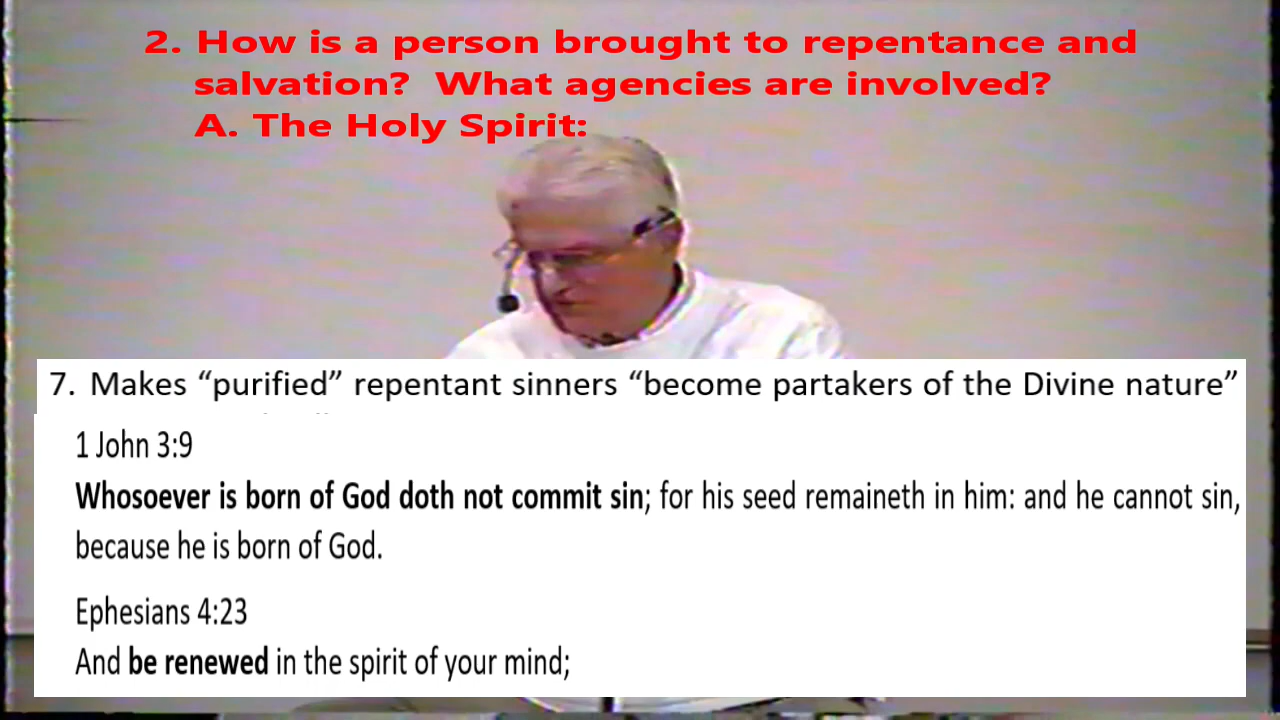 2. How is a person brought to repentance and
salvation? What agencies are involved?
A. The Holy Spirit:
7. Makes “purified” repentant sinners “become partakers of the Divine nature”
1 John 3:9
Whosoever is born of God doth not commit sin; for his seed remaineth in him: and he cannot sin,
because he is born of God.
Ephesians 4:23
And be renewed in the spirit of your mind;